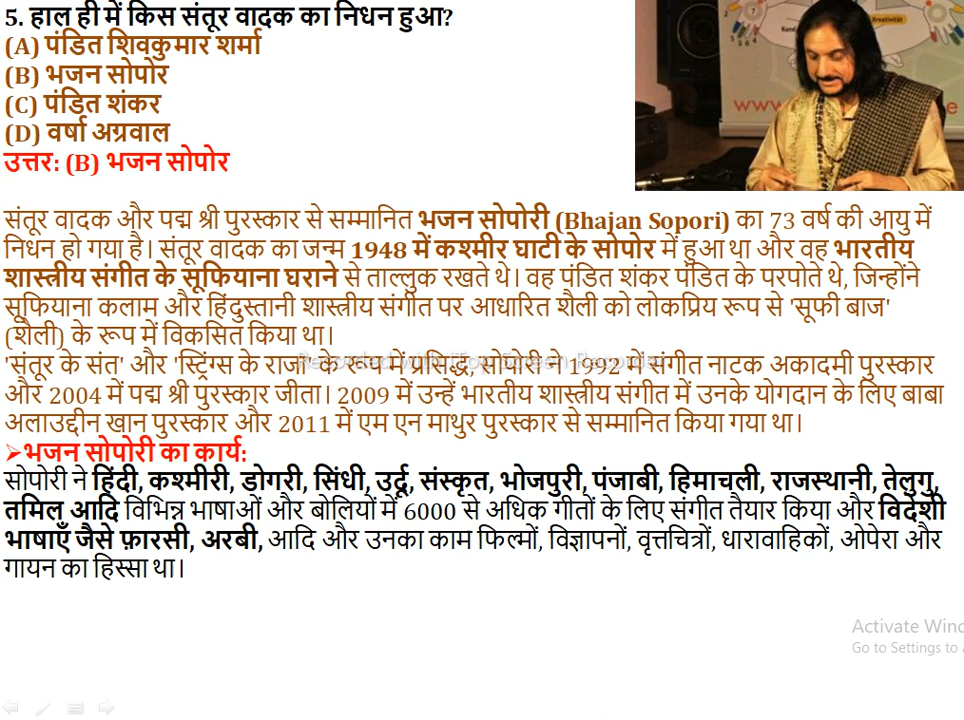 5. हाल ही में किस संतूर वादक का निधन हुआ?
(A) पंडित शिवकुमार शर्मा
(B) भजन सोपोर
(C) पंडित शंकर
(D) वर्षा अग्रवाल
उत्तर: (B) भजन सोपोर
Kreativität
www.
संतूर वादक और पद्म श्री पुरस्कार से सम्मानित भजन सोपोरी (Bhajan Sopori) का 73 वर्ष की आयु में
निधन हो गया है। संतूर वादक का जन्म 1948 में कश्मीर घाटी के सोपोर में हुआ था और वह भारतीय
शास्त्रीय संगीत के सूफियाना घराने से ताल्लुक रखते थे। वह पंडित शंकर पंडित के परपोते थे, जिन्होंने
सूफियाना कलाम और हिंदुस्तानी शास्त्रीय संगीत पर आधारित शैली को लोकप्रिय रूप से 'सूफी बाज'
(शैली) के रूप में विकसित किया था।
'संतूर के संत' और 'स्ट्रिंग्स के राजा' के रूप में प्रसिद्ध, सोपोरी ने 1992 में संगीत नाटक अकादमी पुरस्कार
और 2004 में पद्म श्री पुरस्कार जीता। 2009 में उन्हें भारतीय शास्त्रीय संगीत में उनके योगदान के लिए बाबा
अलाउद्दीन खान पुरस्कार और 2011 में एम एन माथुर पुरस्कार से सम्मानित किया गया था।
➢भजन सोपोरी का कार्य:
सोपोरी ने हिंदी, कश्मीरी, डोगरी, सिंधी, उर्दू, संस्कृत, भोजपुरी, पंजाबी, हिमाचली, राजस्थानी, तेलुगु,
तमिल आदि विभिन्न भाषाओं और बोलियों में 6000 से अधिक गीतों के लिए संगीत तैयार किया और विदेशी
भाषाएँ जैसे फ़ारसी, अरबी, आदि और उनका काम फिल्मों, विज्ञापनों, वृत्तचित्रों, धारावाहिकों, ओपेरा और
गायन का हिस्सा था।
Activate Winc
Go to Settings to